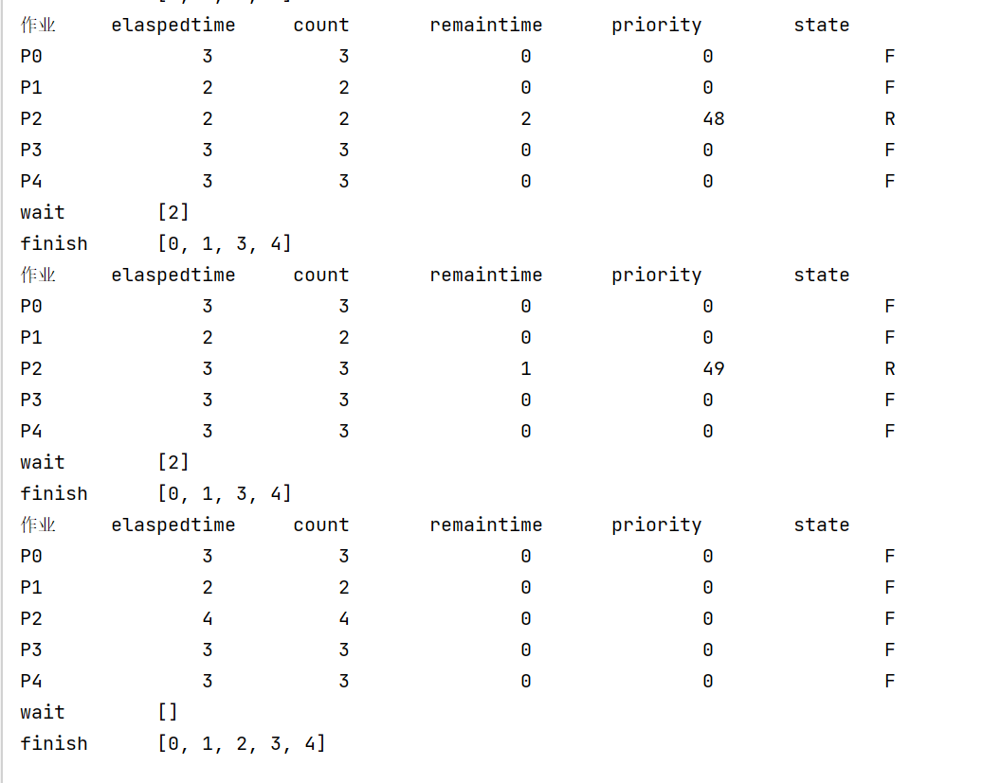 作业 elaspedtime count remaintime priority state
P0 3 3 0 0 F
P1 2 2 0 0 F
P2 2 2 2 48 R
P3 3 3 0 0 F
P4 3 3 0 0 F
wait [2]
finish [0, 1, 3, 4]
作业 elaspedtime count remaintime priority state
P0 3 3 0 0 F
P1 2 2 0 0 F
P2 3 3 1 49 R
P3 3 3 0 0 F
P4 3 3 0 0 F
wait [2]
finish [0, 1, 3, 4]
作业 elaspedtime count remaintime priority state
P0 3 3 0 0 F
P1 2 2 0 0 F
P2 4 4 0 0 F
P3 3 3 0 0 F
P4 3 3 0 0 F
wait []
finish [0, 1, 2, 3, 4]